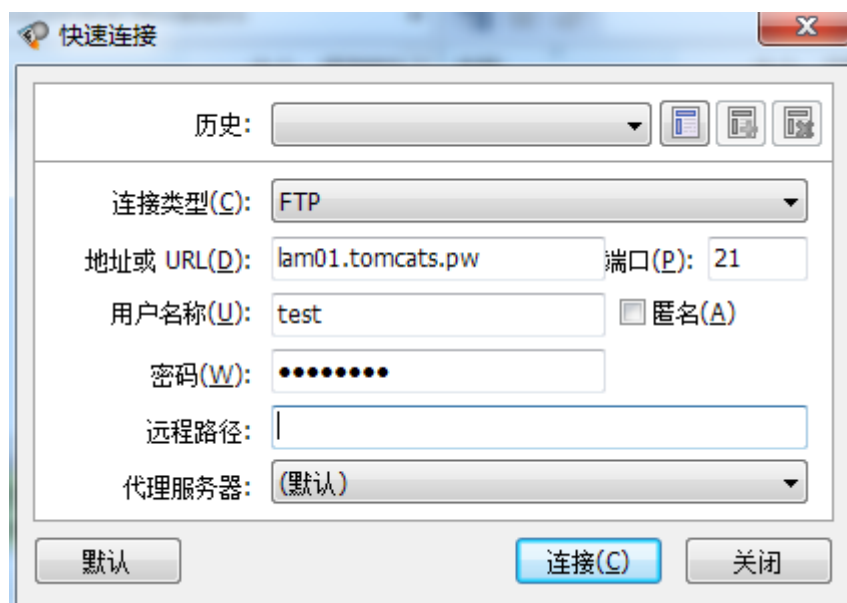 快速连接
历史:
连接类型(C): FTP
地址或 URL(D): lam01.tomcats.pw 端口(P): 21
用户名称(U): test 匿名(A)
密码(W): ••••••••
远程路径:
代理服务器: (默认)
默认 连接(C) 关闭